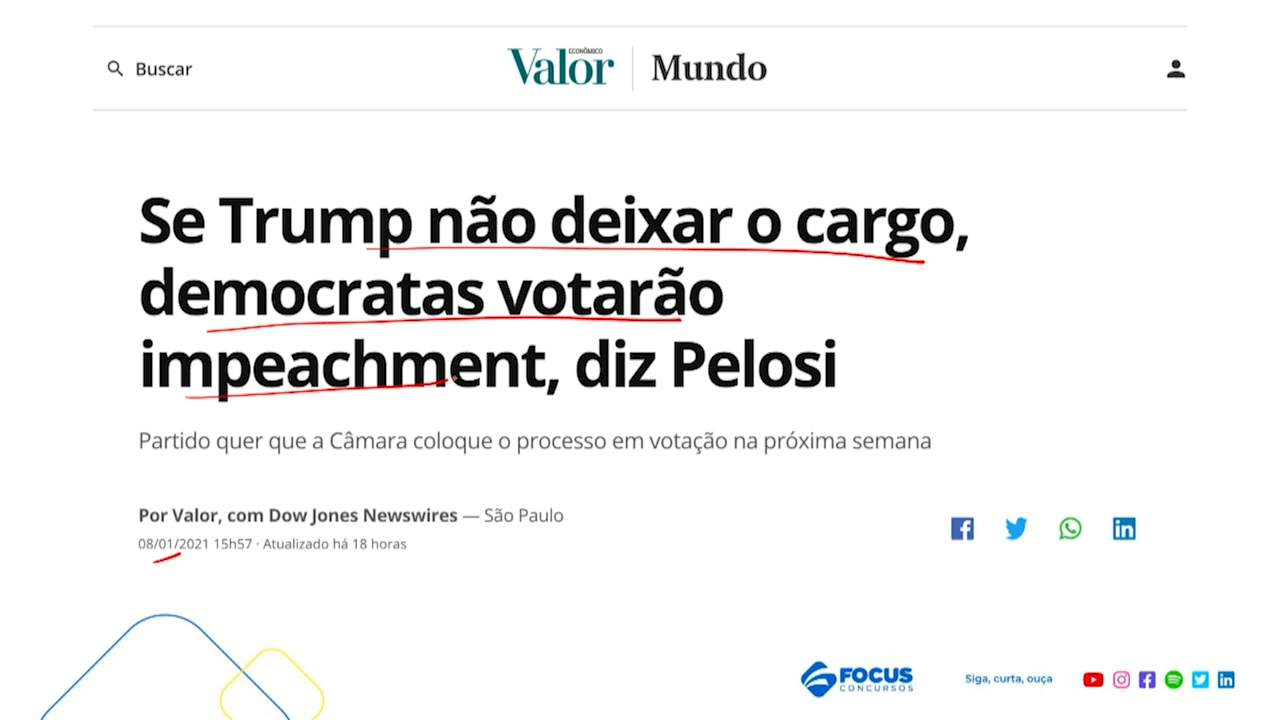 Buscar
Valor
ECONÔMICO
Mundo
Se Trump não deixar o cargo,
democratas votarão
impeachment, diz Pelosi
Partido quer que a Câmara coloque o processo em votação na próxima semana
Por Valor, com Dow Jones Newswires — São Paulo
08/01/2021 15h57 · Atualizado há 18 horas
FOCUS
CONCURSOS
Siga, curta, ouça